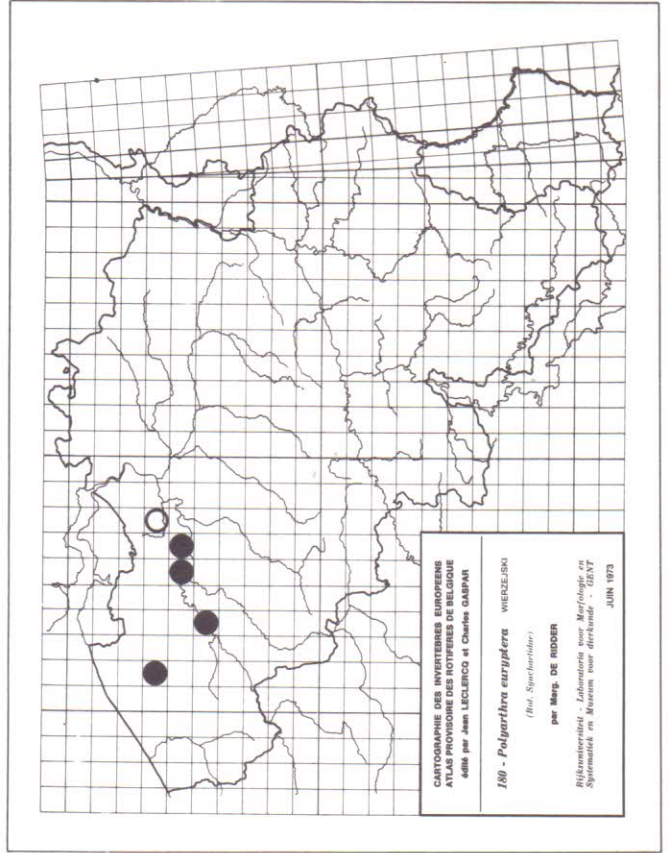 CARTOGRAPHIE DES INVERTEBRES EUROPEENS
ATLAS PROVISOIRE DES ROTIFERES DE BELGIQUE
édité par Jean LECLERCQ et Charles GASPAR
180 - Polyarthra euryptera WIERZEJSKI
(Rot. Synchaetidae)
par Marg. DE RIDDER
Rijksuniversiteit - Laboratoria voor Morfologie en
Systematiek en Museum voor dierkunde - GENT
JUIN 1973